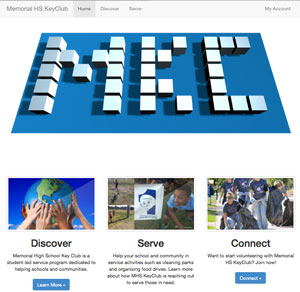 Memorial HS KeyClub Home Discover Serve My Account
MKC
Discover
Memorial High School Key Club is a
student-led service program dedicated to
helping schools and communities.
Learn More »
Serve
Help your school and community in
service activities such as cleaning parks
and organizing food drives. Learn more
about how MHS KeyClub is reaching out
to serve those in need.
Connect
Want to start volunteering with Memorial
HS KeyClub? Join now!
Connect »